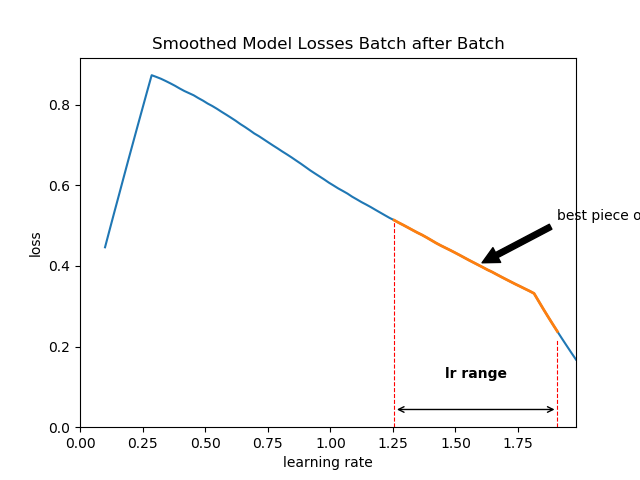 Smoothed Model Losses Batch after Batch
0.8
0.6
0.4
0.2
0.0
loss
best piece
lr range
0.00 0.25 0.50 0.75 1.00 1.25 1.50 1.75
learning rate